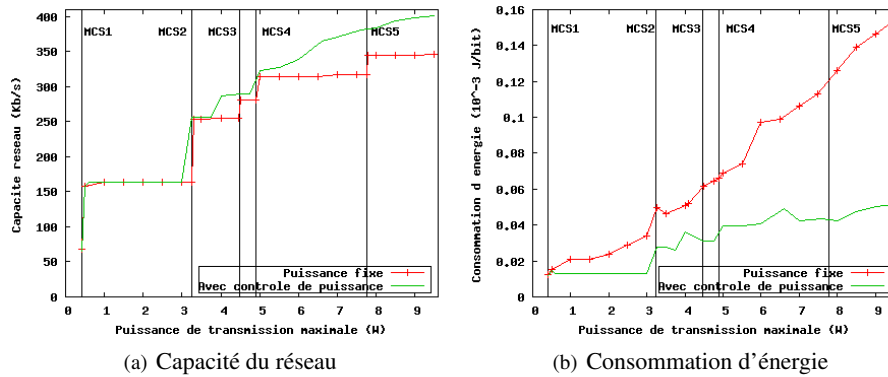 400
350
300
250
200
150
100
50
0
Capacite reseau (Kb/s)
MCS1
MCS2
MCS3
MCS4
MCS5
Puissance fixe
Avec controle de puissance
0 1 2 3 4 5 6 7 8 9
Puissance de transmission maximale (W)
(a) Capacité du réseau
0.16
0.14
0.12
0.1
0.08
0.06
0.04
0.02
0
Consommation d energie (10^-3 J/bit)
MCS1
MCS2
MCS3
MCS4
MCS5
Puissance fixe
Avec controle de puissance
0 1 2 3 4 5 6 7 8 9
Puissance de transmission maximale (W)
(b) Consommation d'énergie